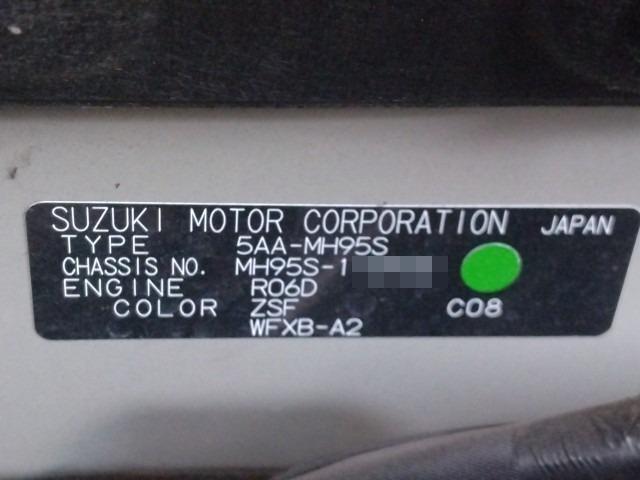 SUZUKI MOTOR CORPORATION JAPAN
TYPE 5AA-MH95S
CHASSIS NO. MH95S-1
ENGINE R06D
COLOR ZSF C08
WFXB-A2